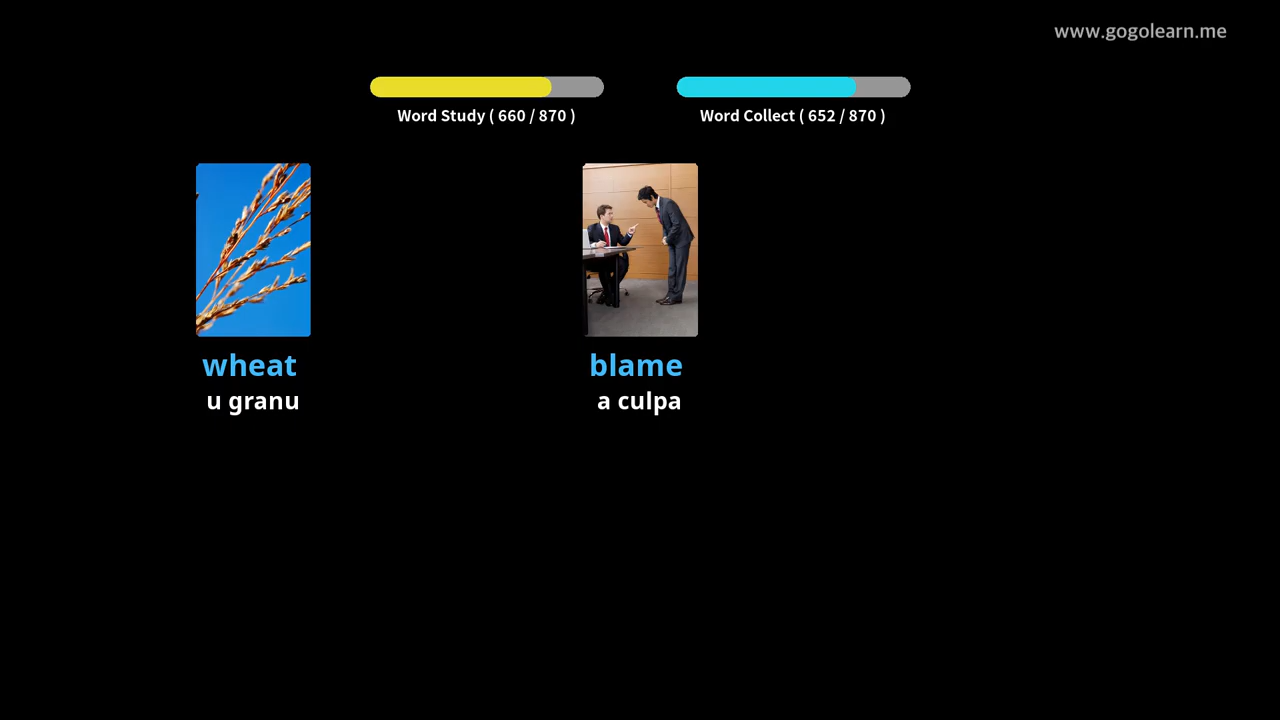 www.gogolearn.me
Word Study ( 660 / 870 )
Word Collect ( 652 / 870 )
wheat
u granu
blame
a culpa